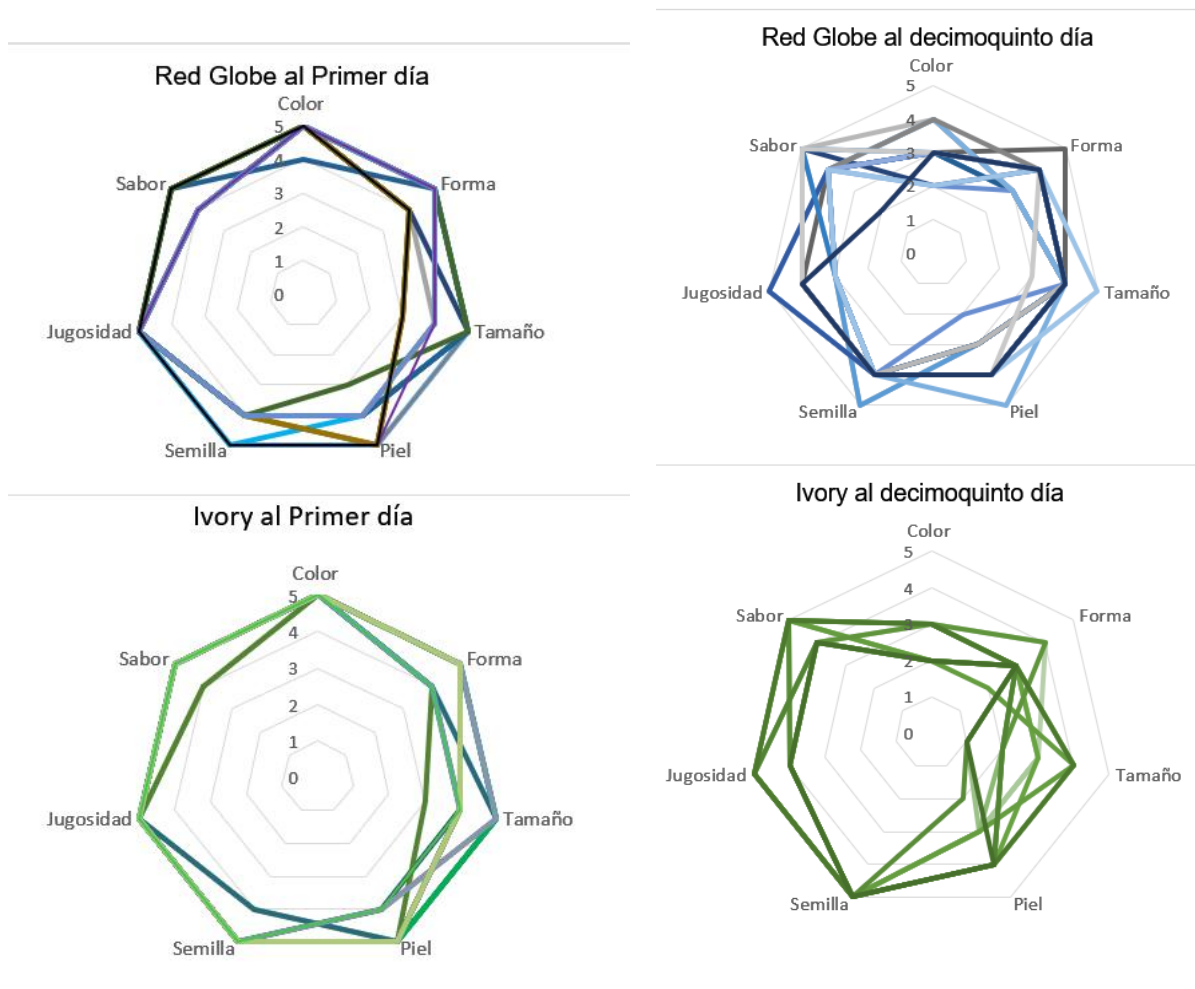 Red Globe al Primer día
Color
5
4
3
2
1
0
Sabor
Forma
Jugosidad
Tamaño
Semilla
Piel
Red Globe al decimoquinto día
Color
5
4
3
2
1
0
Sabor
Forma
Jugosidad
Tamaño
Semilla
Piel
Ivory al Primer día
Color
5
4
3
2
1
0
Sabor
Forma
Jugosidad
Tamaño
Semilla
Piel
Ivory al decimoquinto día
Color
5
4
3
2
1
0
Sabor
Forma
Jugosidad
Tamaño
Semilla
Piel